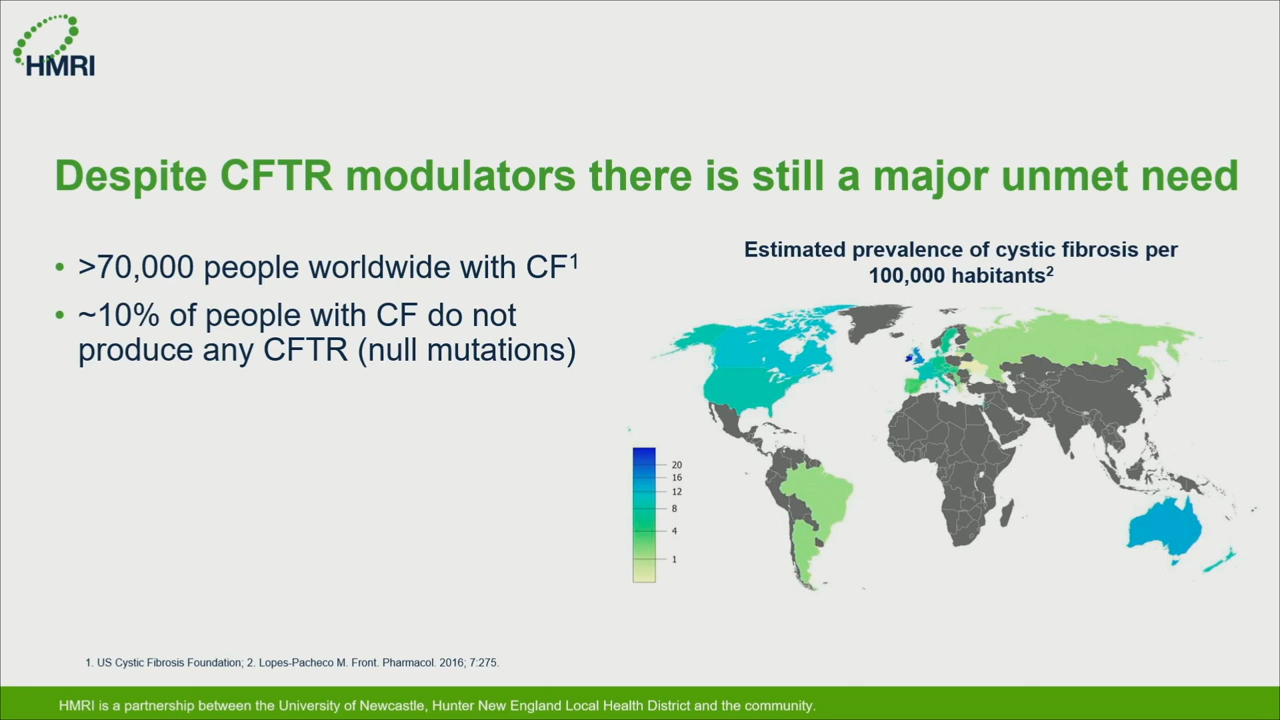 HMRI
Despite CFTR modulators there is still a major unmet need
• >70,000 people worldwide with CF1
• ~10% of people with CF do not
produce any CFTR (null mutations)
Estimated prevalence of cystic fibrosis per
100,000 habitants2
20
16
12
8
4
1
1. US Cystic Fibrosis Foundation; 2. Lopes-Pacheco M. Front. Pharmacol. 2016; 7:275.
HMRI is a partnership between the University of Newcastle, Hunter New England Local Health District and the community.